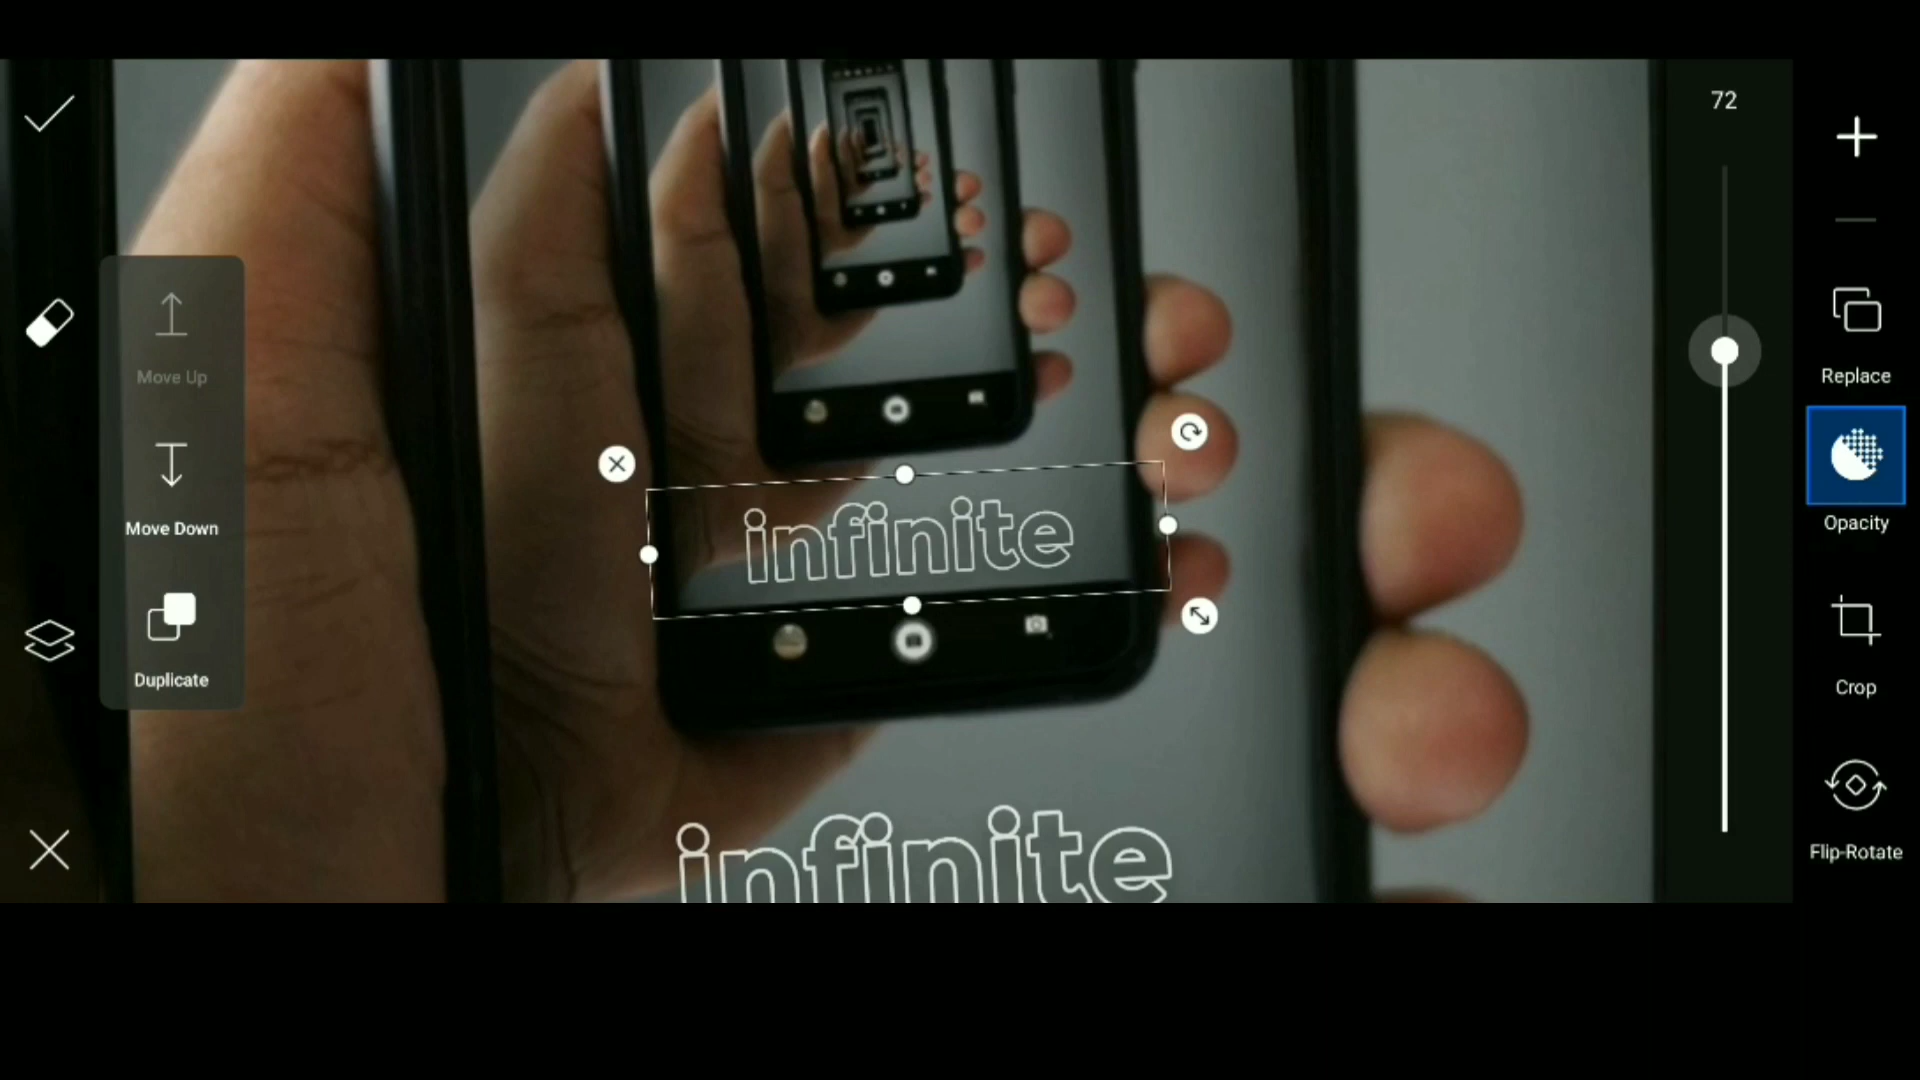 72
Move Up
Replace
Move Down
Opacity
infinite
Duplicate
Crop
infinite
Flip-Rotate